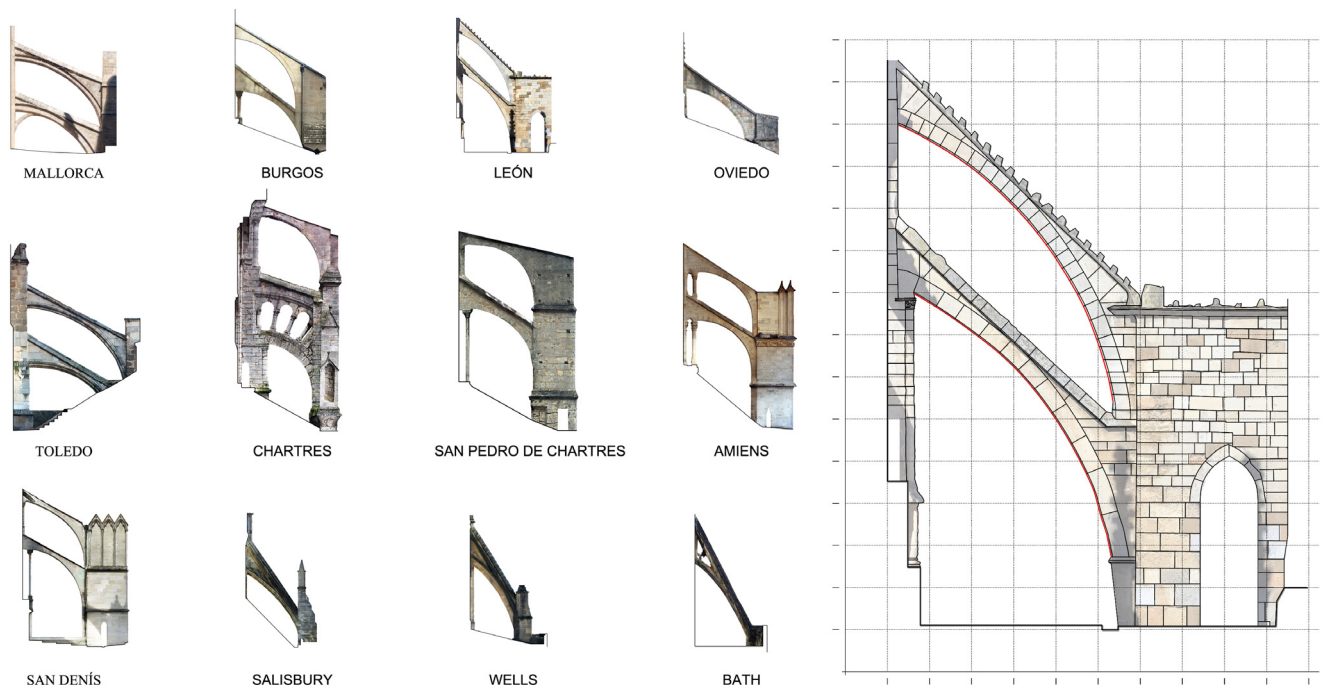 MALLORCA
BURGOS
LEÓN
OVIEDO
TOLEDO
CHARTRES
SAN PEDRO DE CHARTRES
AMIENS
SAN DENÍS
SALISBURY
WELLS
BATH